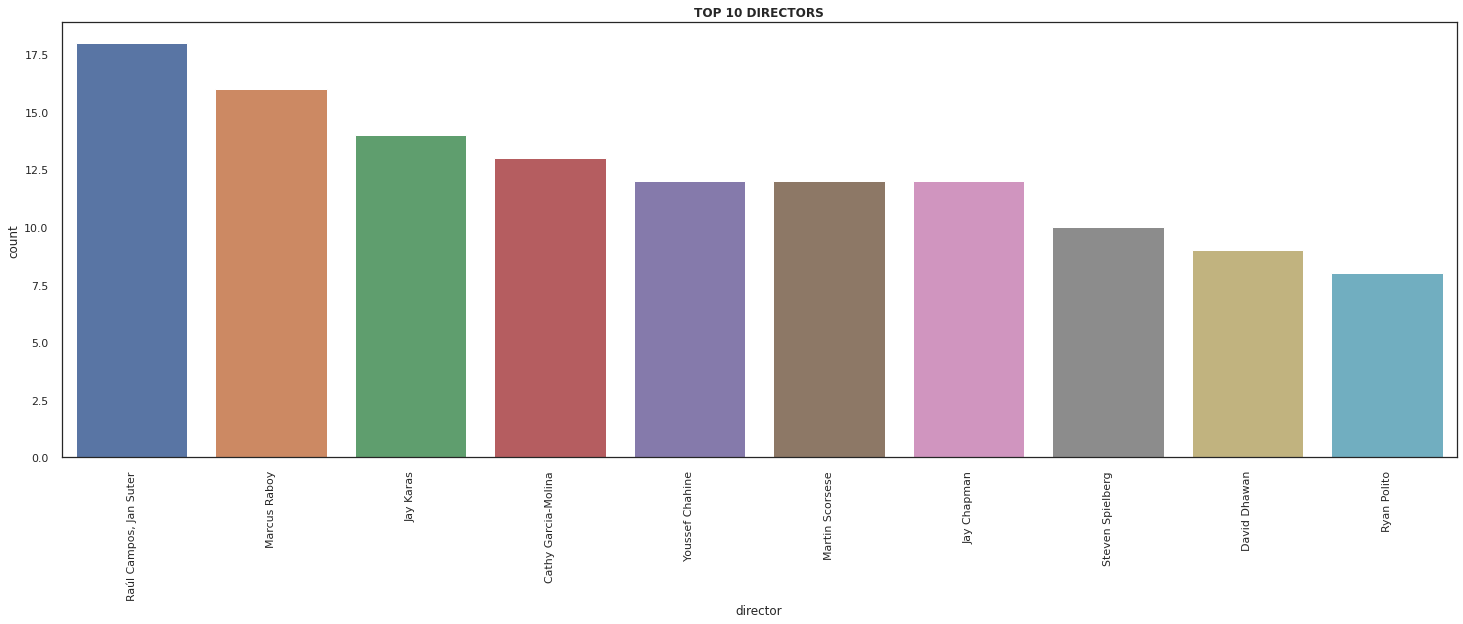 TOP 10 DIRECTORS
count
17.5
15.0
12.5
10.0
7.5
5.0
2.5
0.0
Raúl Campos, Jan Suter
Marcus Raboy
Jay Karas
Cathy Garcia-Molina
Youssef Chahine
Martin Scorsese
Jay Chapman
Steven Spielberg
David Dhawan
Ryan Polito
director